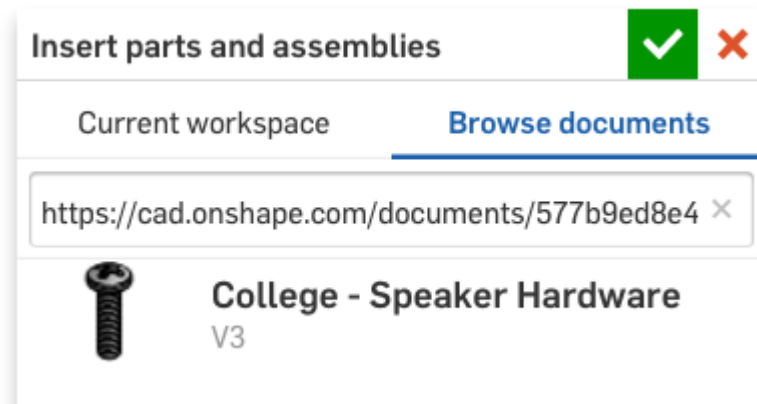 Insert parts and assemblies
Current workspace Browse documents
https://cad.onshape.com/documents/577b9ed8e4
College - Speaker Hardware
V3